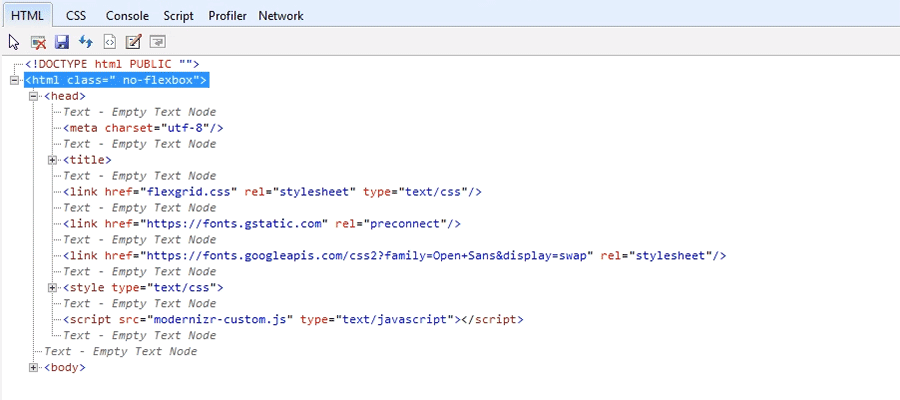 HTML CSS Console Script Profiler Network
<!DOCTYPE html PUBLIC "">
<html class=" no-flexbox">
<head>
Text - Empty Text Node
<meta charset="utf-8"/>
Text - Empty Text Node
<title>
Text - Empty Text Node
<link href="flexgrid.css" rel="stylesheet" type="text/css"/>
Text - Empty Text Node
<link href="https://fonts.gstatic.com" rel="preconnect"/>
Text - Empty Text Node
<link href="https://fonts.googleapis.com/css2?family=Open+Sans&display=swap" rel="stylesheet"/>
Text - Empty Text Node
<style type="text/css">
Text - Empty Text Node
<script src="modernizr-custom.js" type="text/javascript"></script>
Text - Empty Text Node
Text - Empty Text Node
<body>